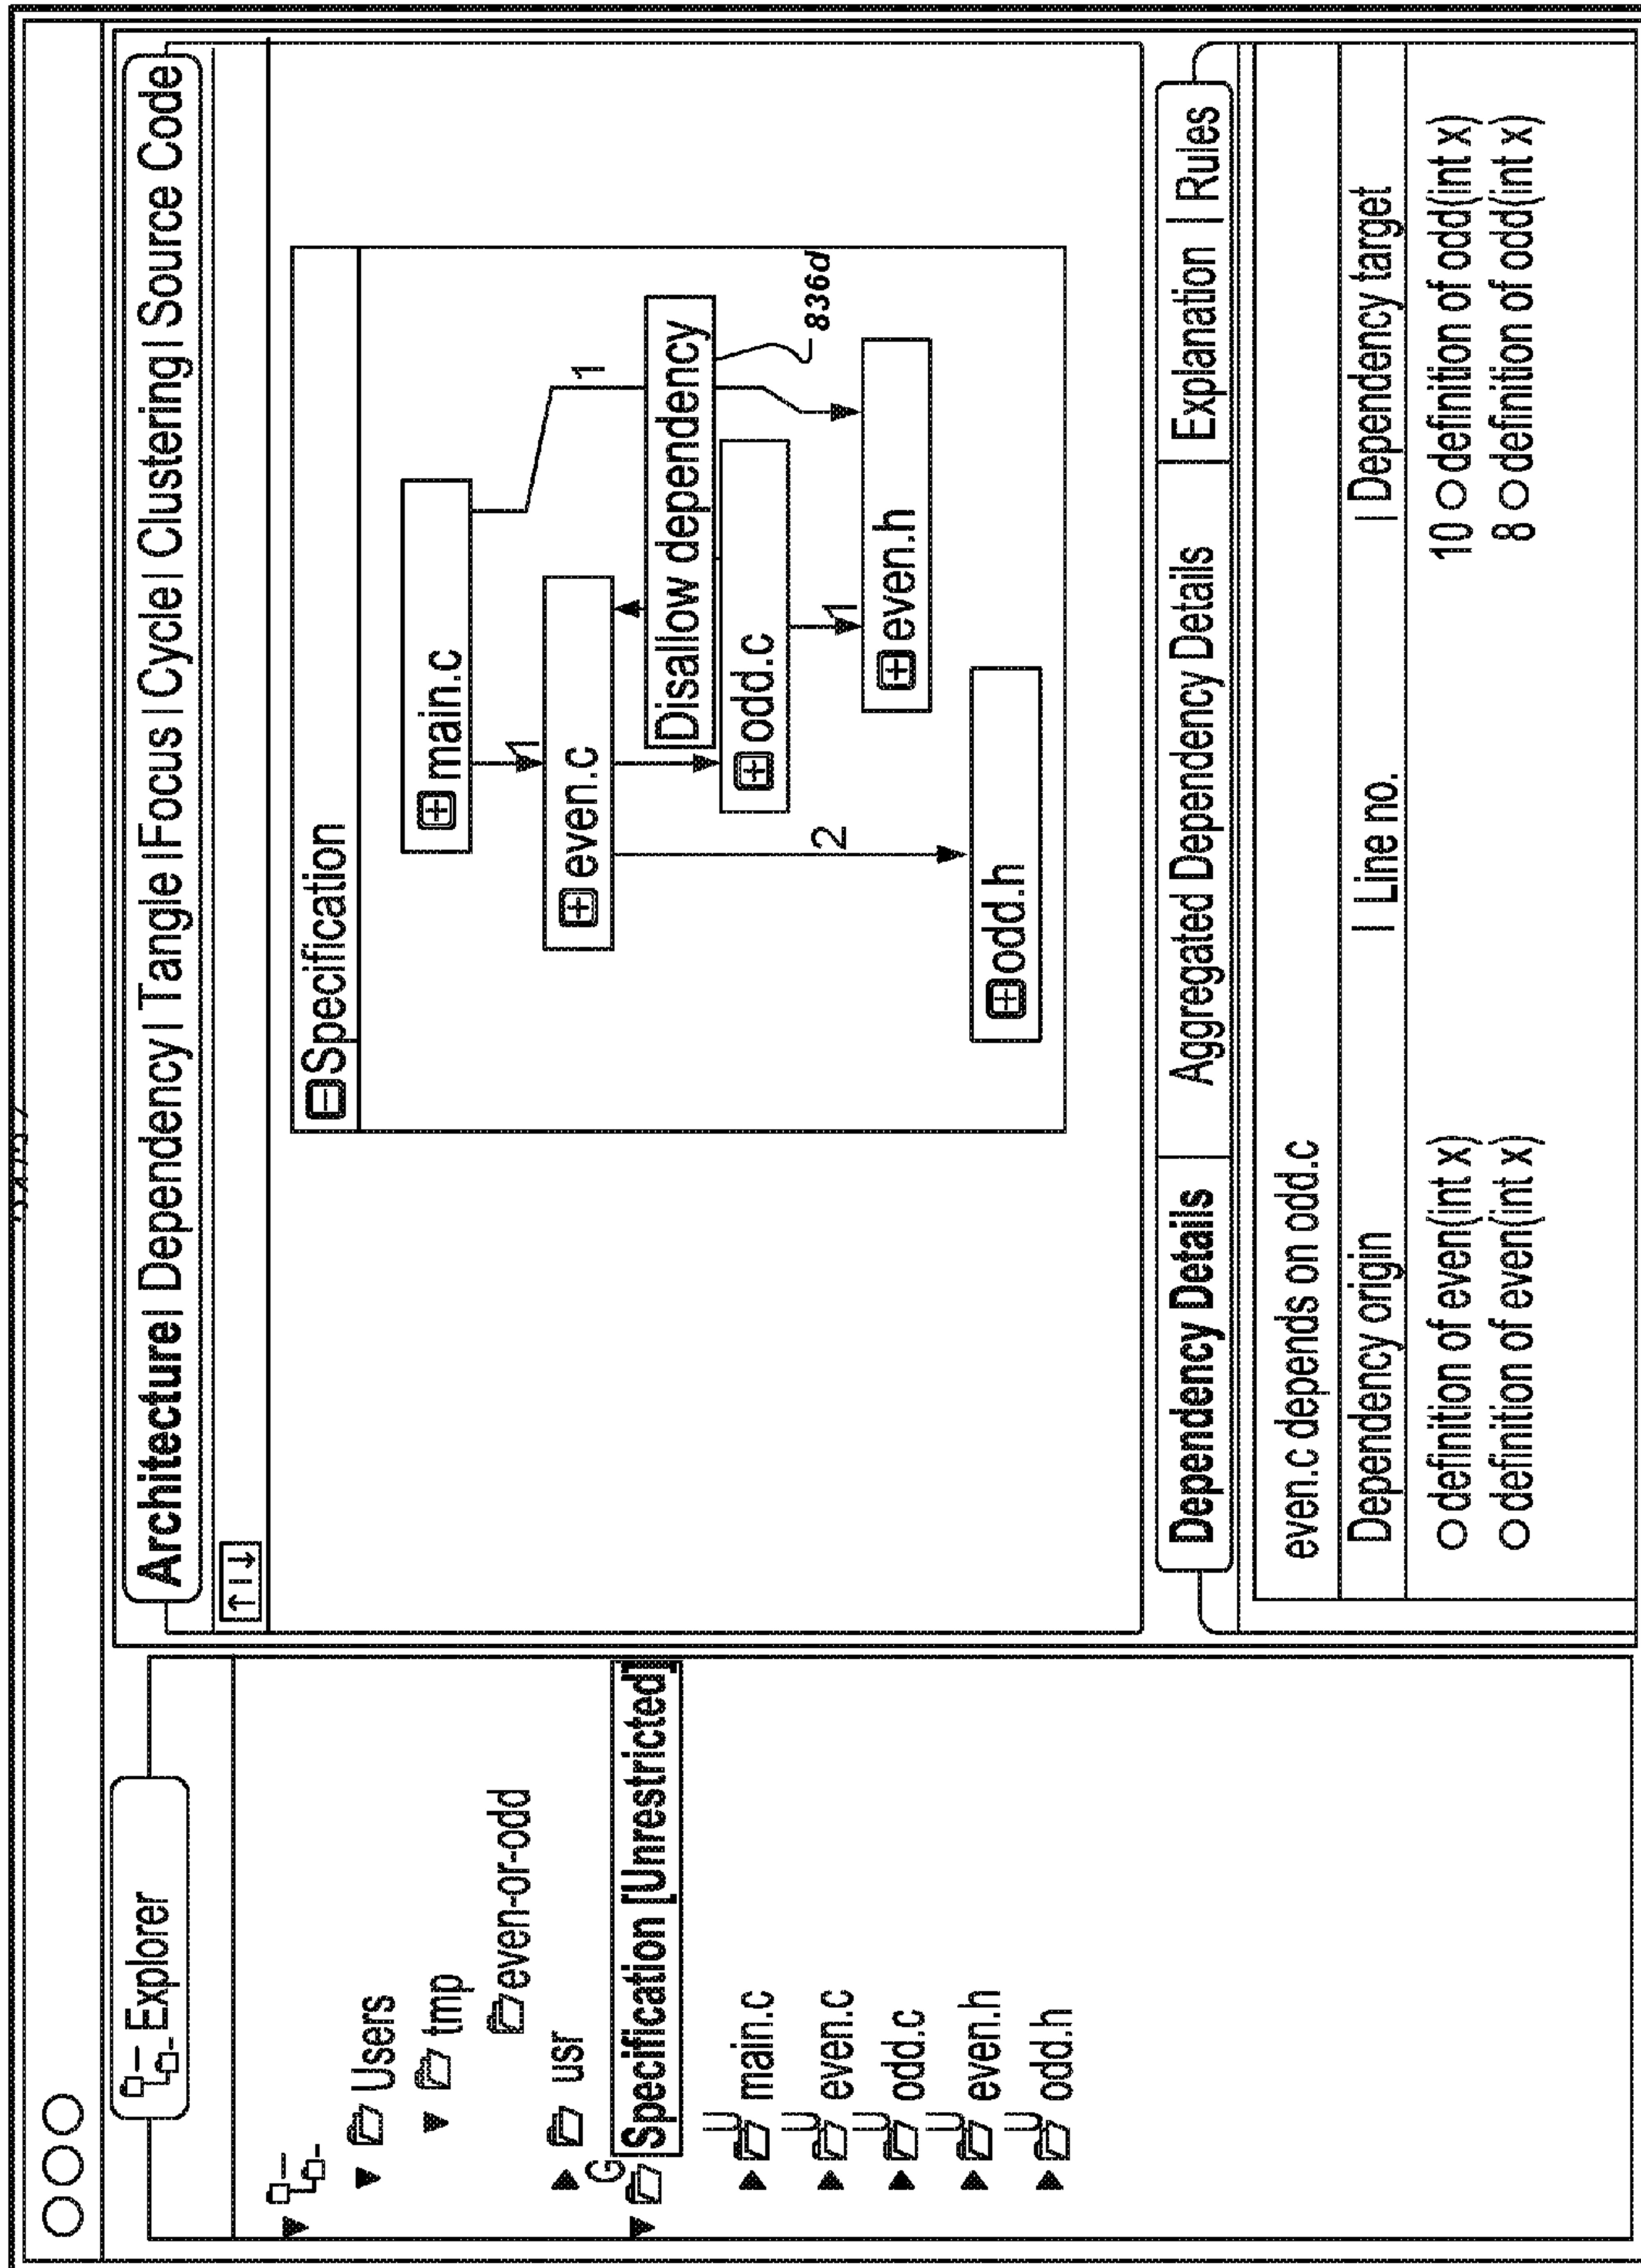 Explorer
Users
tmp
even-or-odd
usr
G
Specification [Unrestricted]
main.c
even.c
odd.c
even.h
odd.h
Architecture | Dependency | Tangle | Focus | Cycle | Clustering | Source Code
Specification
main.c
1
1
even.c
Disallow dependency
836d
2
odd.c
1
even.h
odd.h
Dependency Details Aggregated Dependency Details Explanation | Rules
even.c depends on odd.c
Dependency origin | Line no. | Dependency target
definition of even(int x) 10 definition of odd(int x)
definition of even(int x) 8 definition of odd(int x)